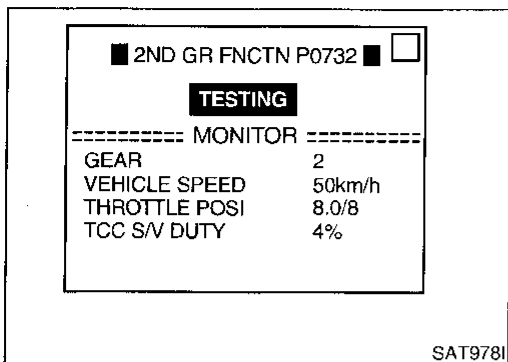 2ND GR FNCTN P0732
TESTING
MONITOR
GEAR 2
VEHICLE SPEED 50km/h
THROTTLE POSI 8.0/8
TCC S/V DUTY 4%
SAT978I